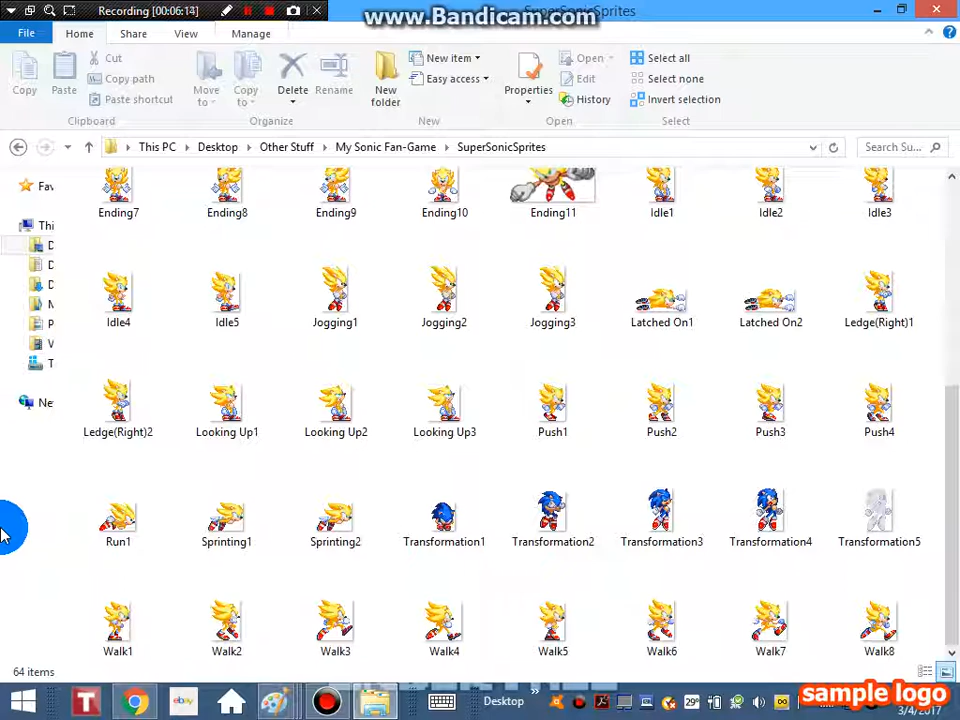 Recording [00:06:14]
www.Bandicam.com
SuperSonicSprites
File Home Share View Manage
Copy
Paste
Cut
Copy path
Paste shortcut
Clipboard
Move to
Copy to
Delete
Rename
Organize
New folder
New item
Easy access
New
Properties
Open
Edit
History
Open
Select all
Select none
Invert selection
Select
This PC Desktop Other Stuff My Sonic Fan-Game SuperSonicSprites
Search Su...
Fav
Thi
D
D
D
N
P
V
T
Ne
Ending7 Ending8 Ending9 Ending10 Ending11 Idle1 Idle2 Idle3
Idle4 Idle5 Jogging1 Jogging2 Jogging3 Latched On1 Latched On2 Ledge(Right)1
Ledge(Right)2 Looking Up1 Looking Up2 Looking Up3 Push1 Push2 Push3 Push4
Run1 Sprinting1 Sprinting2 Transformation1 Transformation2 Transformation3 Transformation4 Transformation5
Walk1 Walk2 Walk3 Walk4 Walk5 Walk6 Walk7 Walk8
64 items
T
ebay
Desktop
29°
sample logo
3/4/2017